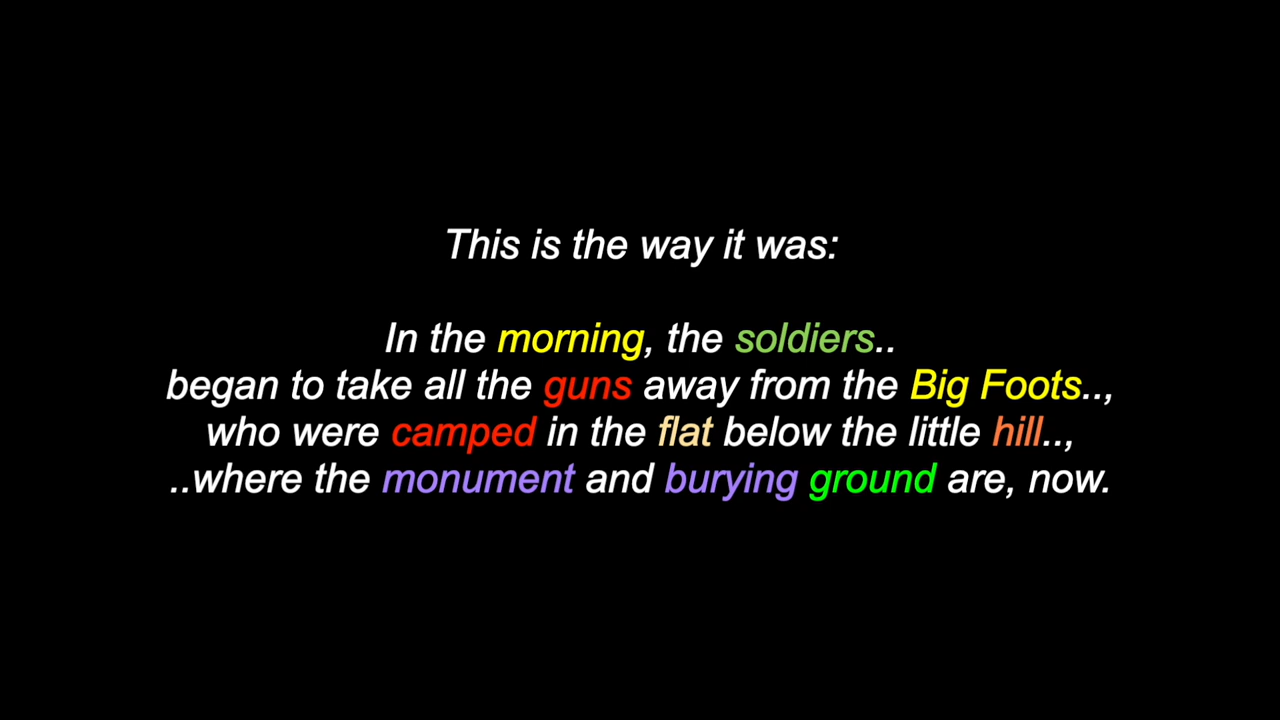 This is the way it was:
In the morning, the soldiers..
began to take all the guns away from the Big Foots..,
who were camped in the flat below the little hill..,
..where the monument and burying ground are, now.